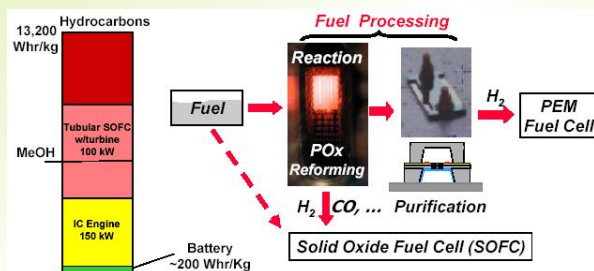 Hydrocarbons
13,200
Whr/kg
Tubular SOFC
w/turbine
100 kW
MeOH
IC Engine
150 kW
Battery
~200 Whr/Kg
Fuel Processing
Fuel
Reaction
POx
Reforming
H2
PEM
Fuel Cell
H2 CO, ... Purification
Solid Oxide Fuel Cell (SOFC)